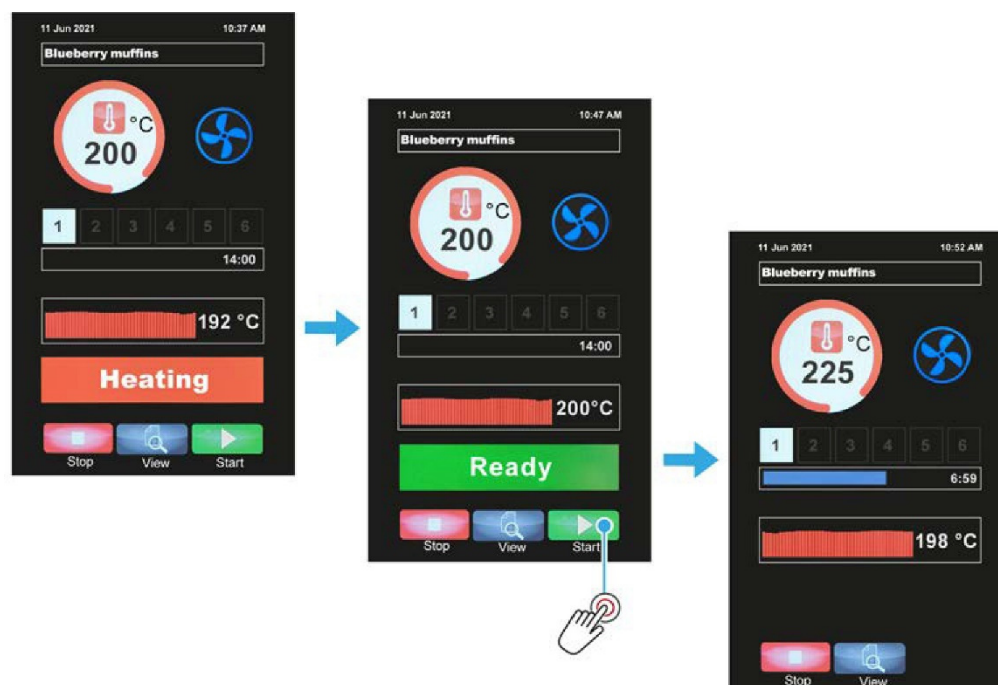 11 Jun 2021 10:37 AM
Blueberry muffins
°C
200
1 2 3 4 5 6
14:00
192 °C
Heating
Stop View Start
11 Jun 2021 10:47 AM
Blueberry muffins
°C
200
1 2 3 4 5 6
14:00
200°C
Ready
Stop View Start
11 Jun 2021 10:52 AM
Blueberry muffins
°C
225
1 2 3 4 5 6
6:59
198 °C
Stop View